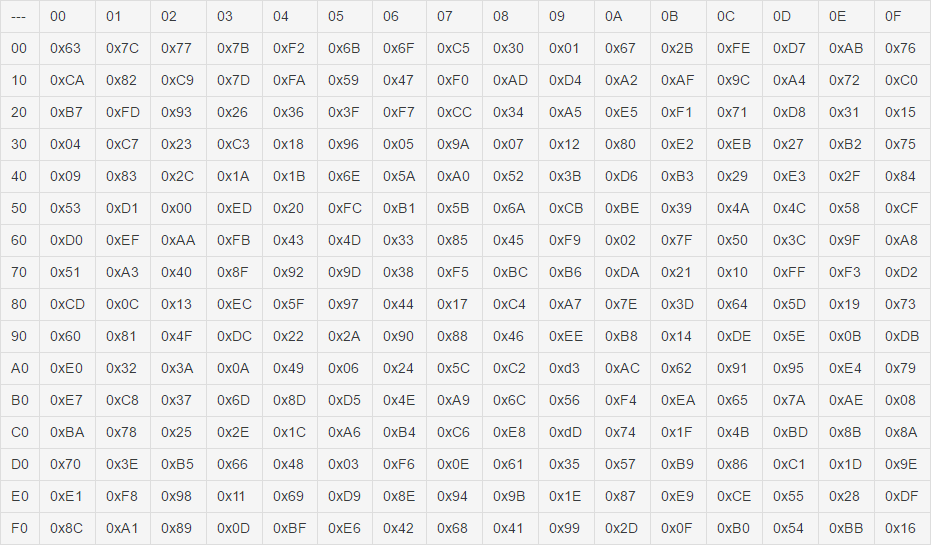 --- 00 01 02 03 04 05 06 07 08 09 0A 0B 0C 0D 0E 0F
00 0x63 0x7C 0x77 0x7B 0xF2 0x6B 0x6F 0xC5 0x30 0x01 0x67 0x2B 0xFE 0xD7 0xAB 0x76
10 0xCA 0x82 0xC9 0x7D 0xFA 0x59 0x47 0xF0 0xAD 0xD4 0xA2 0xAF 0x9C 0xA4 0x72 0xC0
20 0xB7 0xFD 0x93 0x26 0x36 0x3F 0xF7 0xCC 0x34 0xA5 0xE5 0xF1 0x71 0xD8 0x31 0x15
30 0x04 0xC7 0x23 0xC3 0x18 0x96 0x05 0x9A 0x07 0x12 0x80 0xE2 0xEB 0x27 0xB2 0x75
40 0x09 0x83 0x2C 0x1A 0x1B 0x6E 0x5A 0xA0 0x52 0x3B 0xD6 0xB3 0x29 0xE3 0x2F 0x84
50 0x53 0xD1 0x00 0xED 0x20 0xFC 0xB1 0x5B 0x6A 0xCB 0xBE 0x39 0x4A 0x4C 0x58 0xCF
60 0xD0 0xEF 0xAA 0xFB 0x43 0x4D 0x33 0x85 0x45 0xF9 0x02 0x7F 0x50 0x3C 0x9F 0xA8
70 0x51 0xA3 0x40 0x8F 0x92 0x9D 0x38 0xF5 0xBC 0xB6 0xDA 0x21 0x10 0xFF 0xF3 0xD2
80 0xCD 0x0C 0x13 0xEC 0x5F 0x97 0x44 0x17 0xC4 0xA7 0x7E 0x3D 0x64 0x5D 0x19 0x73
90 0x60 0x81 0x4F 0xDC 0x22 0x2A 0x90 0x88 0x46 0xEE 0xB8 0x14 0xDE 0x5E 0x0B 0xDB
A0 0xE0 0x32 0x3A 0x0A 0x49 0x06 0x24 0x5C 0xC2 0xd3 0xAC 0x62 0x91 0x95 0xE4 0x79
B0 0xE7 0xC8 0x37 0x6D 0x8D 0xD5 0x4E 0xA9 0x6C 0x56 0xF4 0xEA 0x65 0x7A 0xAE 0x08
C0 0xBA 0x78 0x25 0x2E 0x1C 0xA6 0xB4 0xC6 0xE8 0xdD 0x74 0x1F 0x4B 0xBD 0x8B 0x8A
D0 0x70 0x3E 0xB5 0x66 0x48 0x03 0xF6 0x0E 0x61 0x35 0x57 0xB9 0x86 0xC1 0x1D 0x9E
E0 0xE1 0xF8 0x98 0x11 0x69 0xD9 0x8E 0x94 0x9B 0x1E 0x87 0xE9 0xCE 0x55 0x28 0xDF
F0 0x8C 0xA1 0x89 0x0D 0xBF 0xE6 0x42 0x68 0x41 0x99 0x2D 0x0F 0xB0 0x54 0xBB 0x16